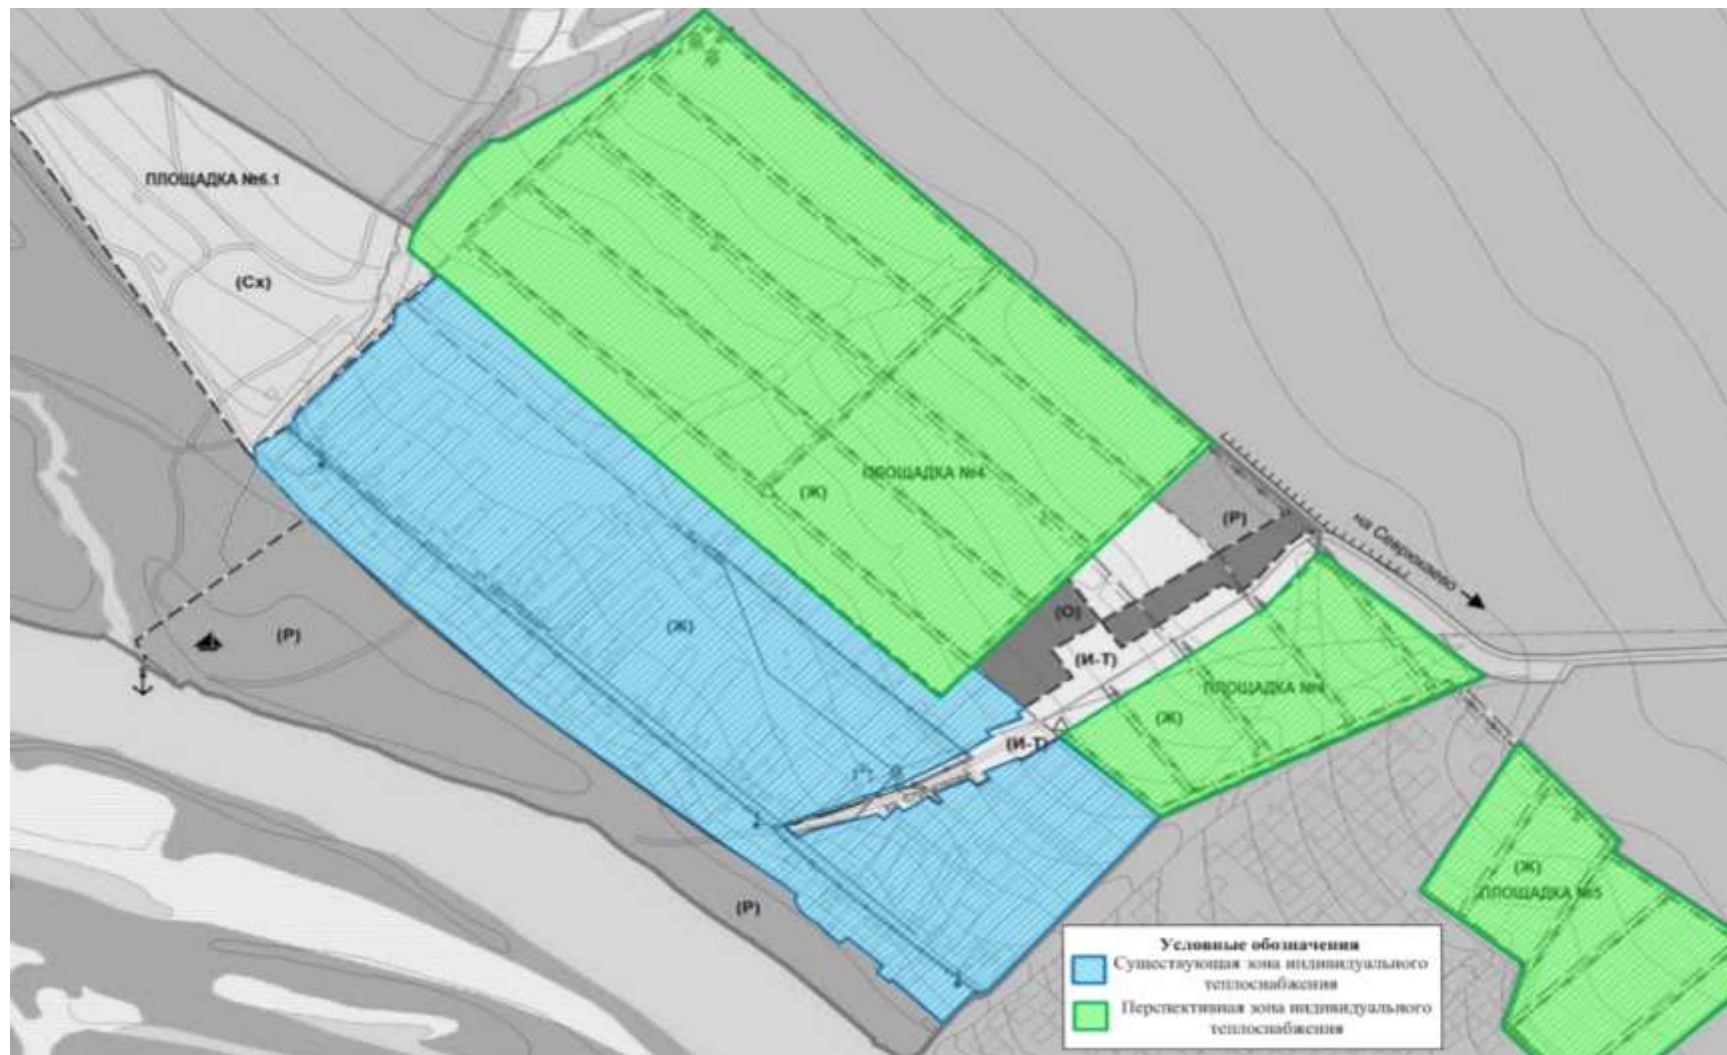 ПЛОЩАДКА №6.1
(Сх)
ПЛОЩАДКА №4
(Ж)
(Р)
на Севрюкаево
(О)
(Ж)
(Р)
(И-Т)
ПЛОЩАДКА №4
(Ж)
(И-Т)
(Ж)
ПЛОЩАДКА №5
(Р)
Условные обозначения
Существующая зона индивидуального
теплоснабжения
Перспективная зона индивидуального
теплоснабжения